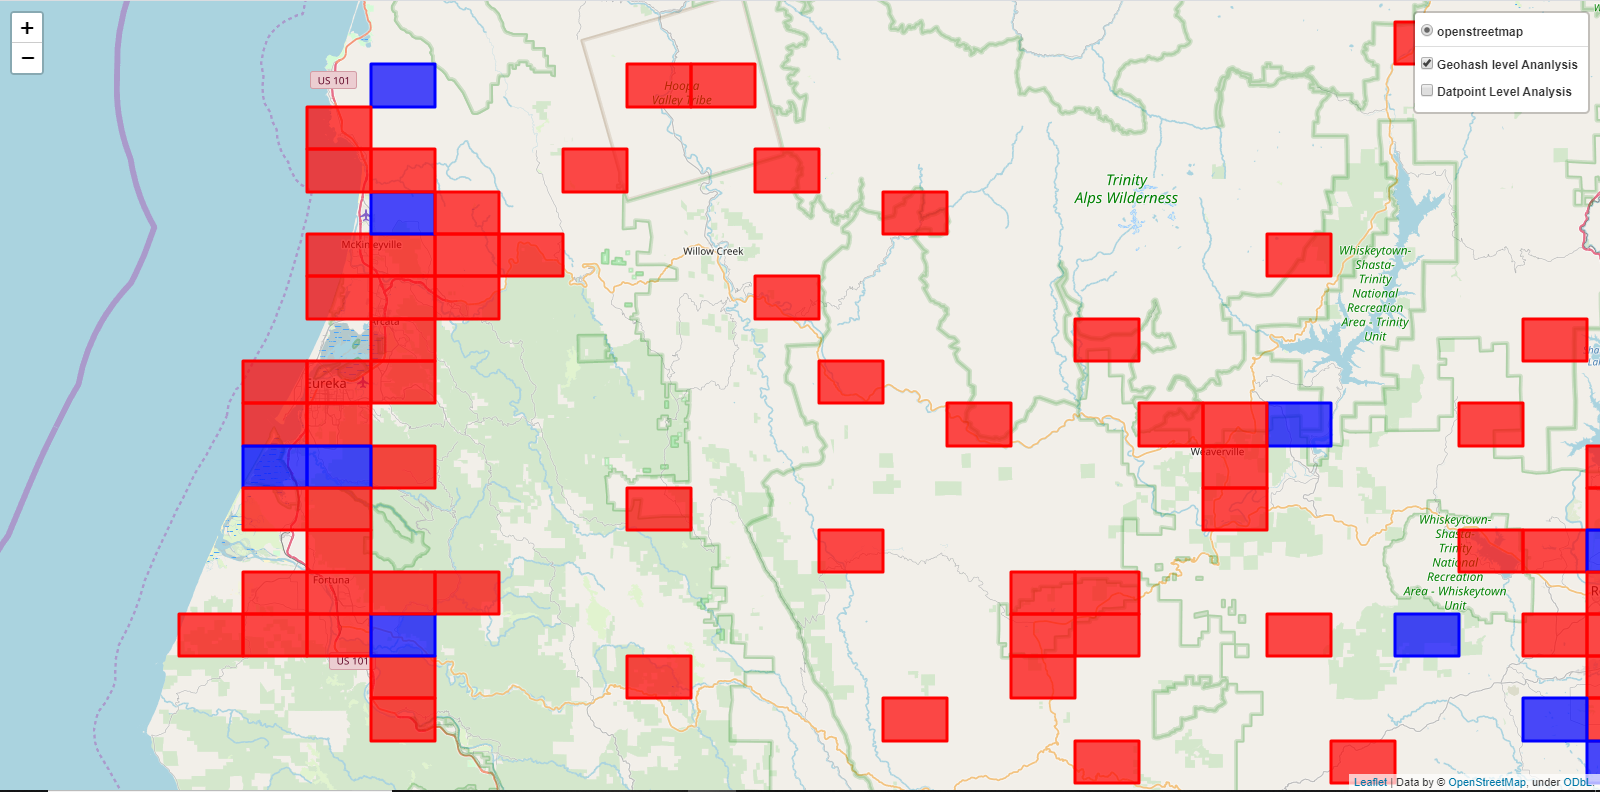 +
−
openstreetmap
Geohash level Ananlysis
Datpoint Level Analysis
US 101
Hoopa
Valley Tribe
Trinity
Alps Wilderness
McKinleyville
Willow Creek
Whiskeytown-
Shasta-
Trinity
National
Recreation
Area - Trinity
Unit
Arcata
Eureka
Weaverville
Whiskeytown-
Shasta-
Trinity
National
Recreation
Area - Whiskeytown
Unit
Fortuna
US 101
Leaflet | Data by © OpenStreetMap, under ODbL.